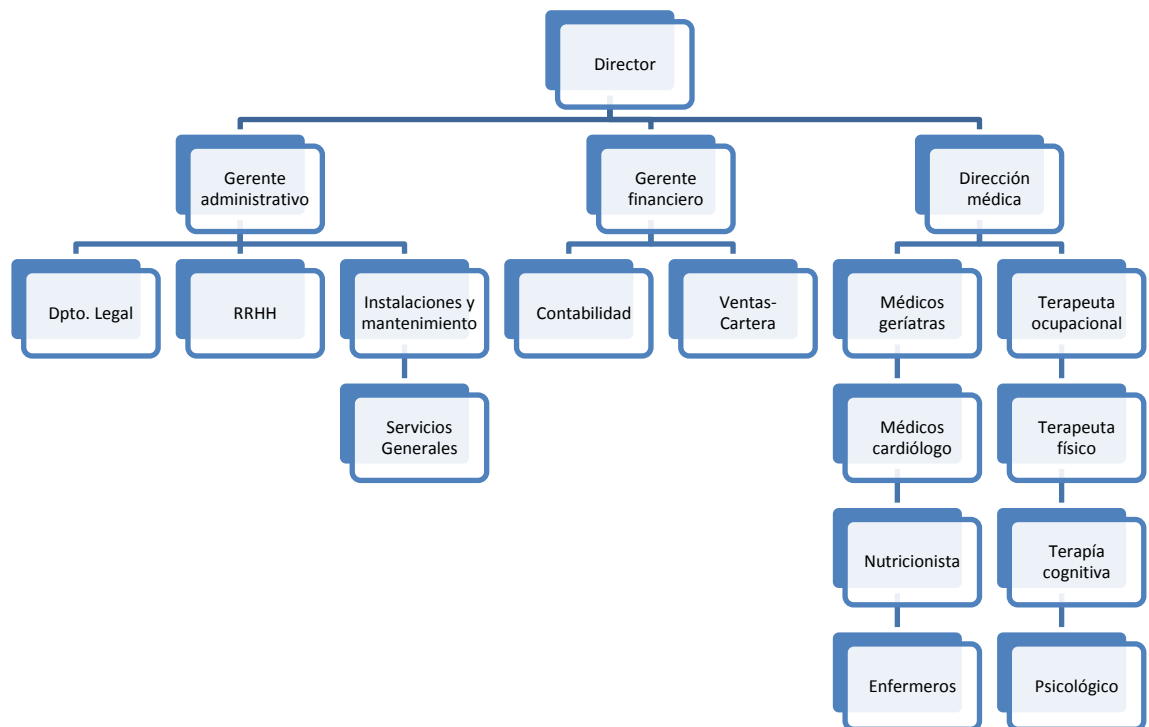 Director
Gerente
administrativo
Gerente
financiero
Dirección
médica
Dpto. Legal
RRHH
Instalaciones y
mantenimiento
Contabilidad
Ventas-
Cartera
Médicos
geríatras
Terapeuta
ocupacional
Servicios
Generales
Médicos
cardiólogo
Terapeuta
físico
Nutricionista
Terapía
cognitiva
Enfermeros
Psicológico